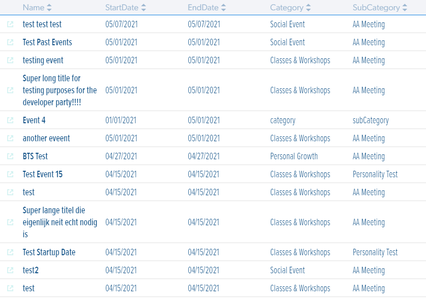 Name StartDate EndDate Category SubCategory
test test test 05/07/2021 05/07/2021 Social Event AA Meeting
Test Past Events 05/01/2021 05/01/2021 Social Event AA Meeting
testing event 05/01/2021 05/01/2021 Classes & Workshops AA Meeting
Super long title for
testing purposes for the 05/01/2021 05/01/2021 Classes & Workshops AA Meeting
developer party!!!!
Event 4 01/01/2021 05/01/2021 category subCategory
another eveent 05/01/2021 05/01/2021 Classes & Workshops AA Meeting
BTS Test 04/27/2021 04/27/2021 Personal Growth AA Meeting
Test Event 15 04/15/2021 04/15/2021 Classes & Workshops Personality Test
test 04/15/2021 04/15/2021 Classes & Workshops AA Meeting
Super lange titel die
eigenlijk neit echt nodig 04/15/2021 04/15/2021 Classes & Workshops AA Meeting
is
Test Startup Date 04/15/2021 04/15/2021 Classes & Workshops Personality Test
test2 04/15/2021 04/15/2021 Social Event AA Meeting
test 04/15/2021 04/15/2021 Classes & Workshops AA Meeting